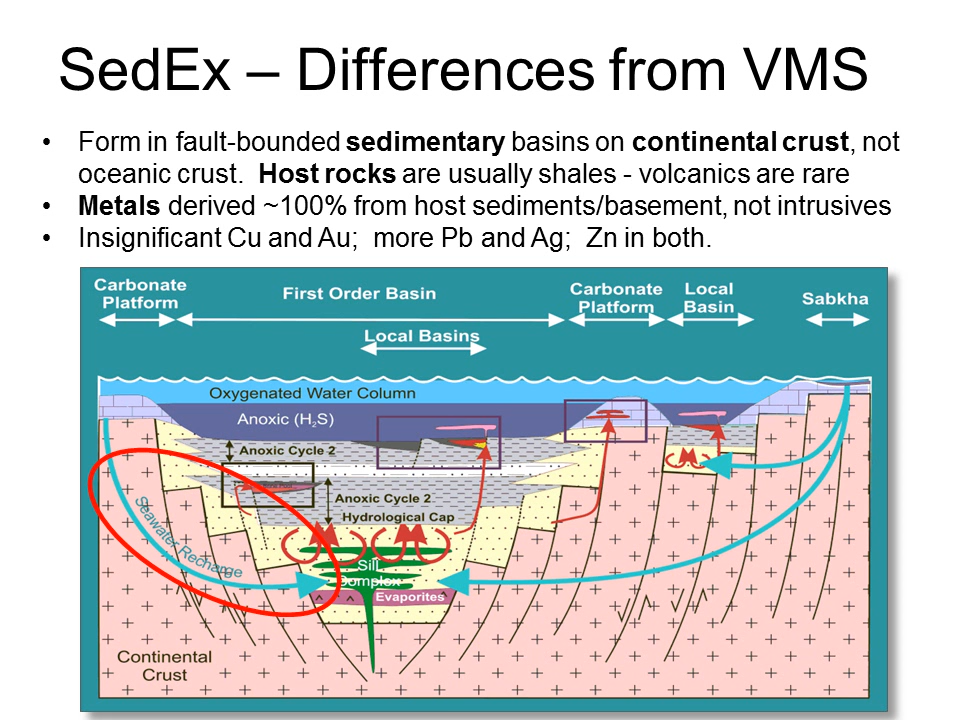 SedEx – Differences from VMS
• Form in fault-bounded sedimentary basins on continental crust, not
oceanic crust.  Host rocks are usually shales - volcanics are rare
• Metals derived ~100% from host sediments/basement, not intrusives
• Insignificant Cu and Au;  more Pb and Ag;  Zn in both.
Carbonate
Platform
First Order Basin
Carbonate
Platform
Local
Basin
Sabkha
Local Basins
Oxygenated Water Column
Anoxic (H₂S)
Anoxic Cycle 2
Anoxic Cycle 2
Hydrological Cap
Seawater Recharge
Sill
Complex
Evaporites
Continental
Crust